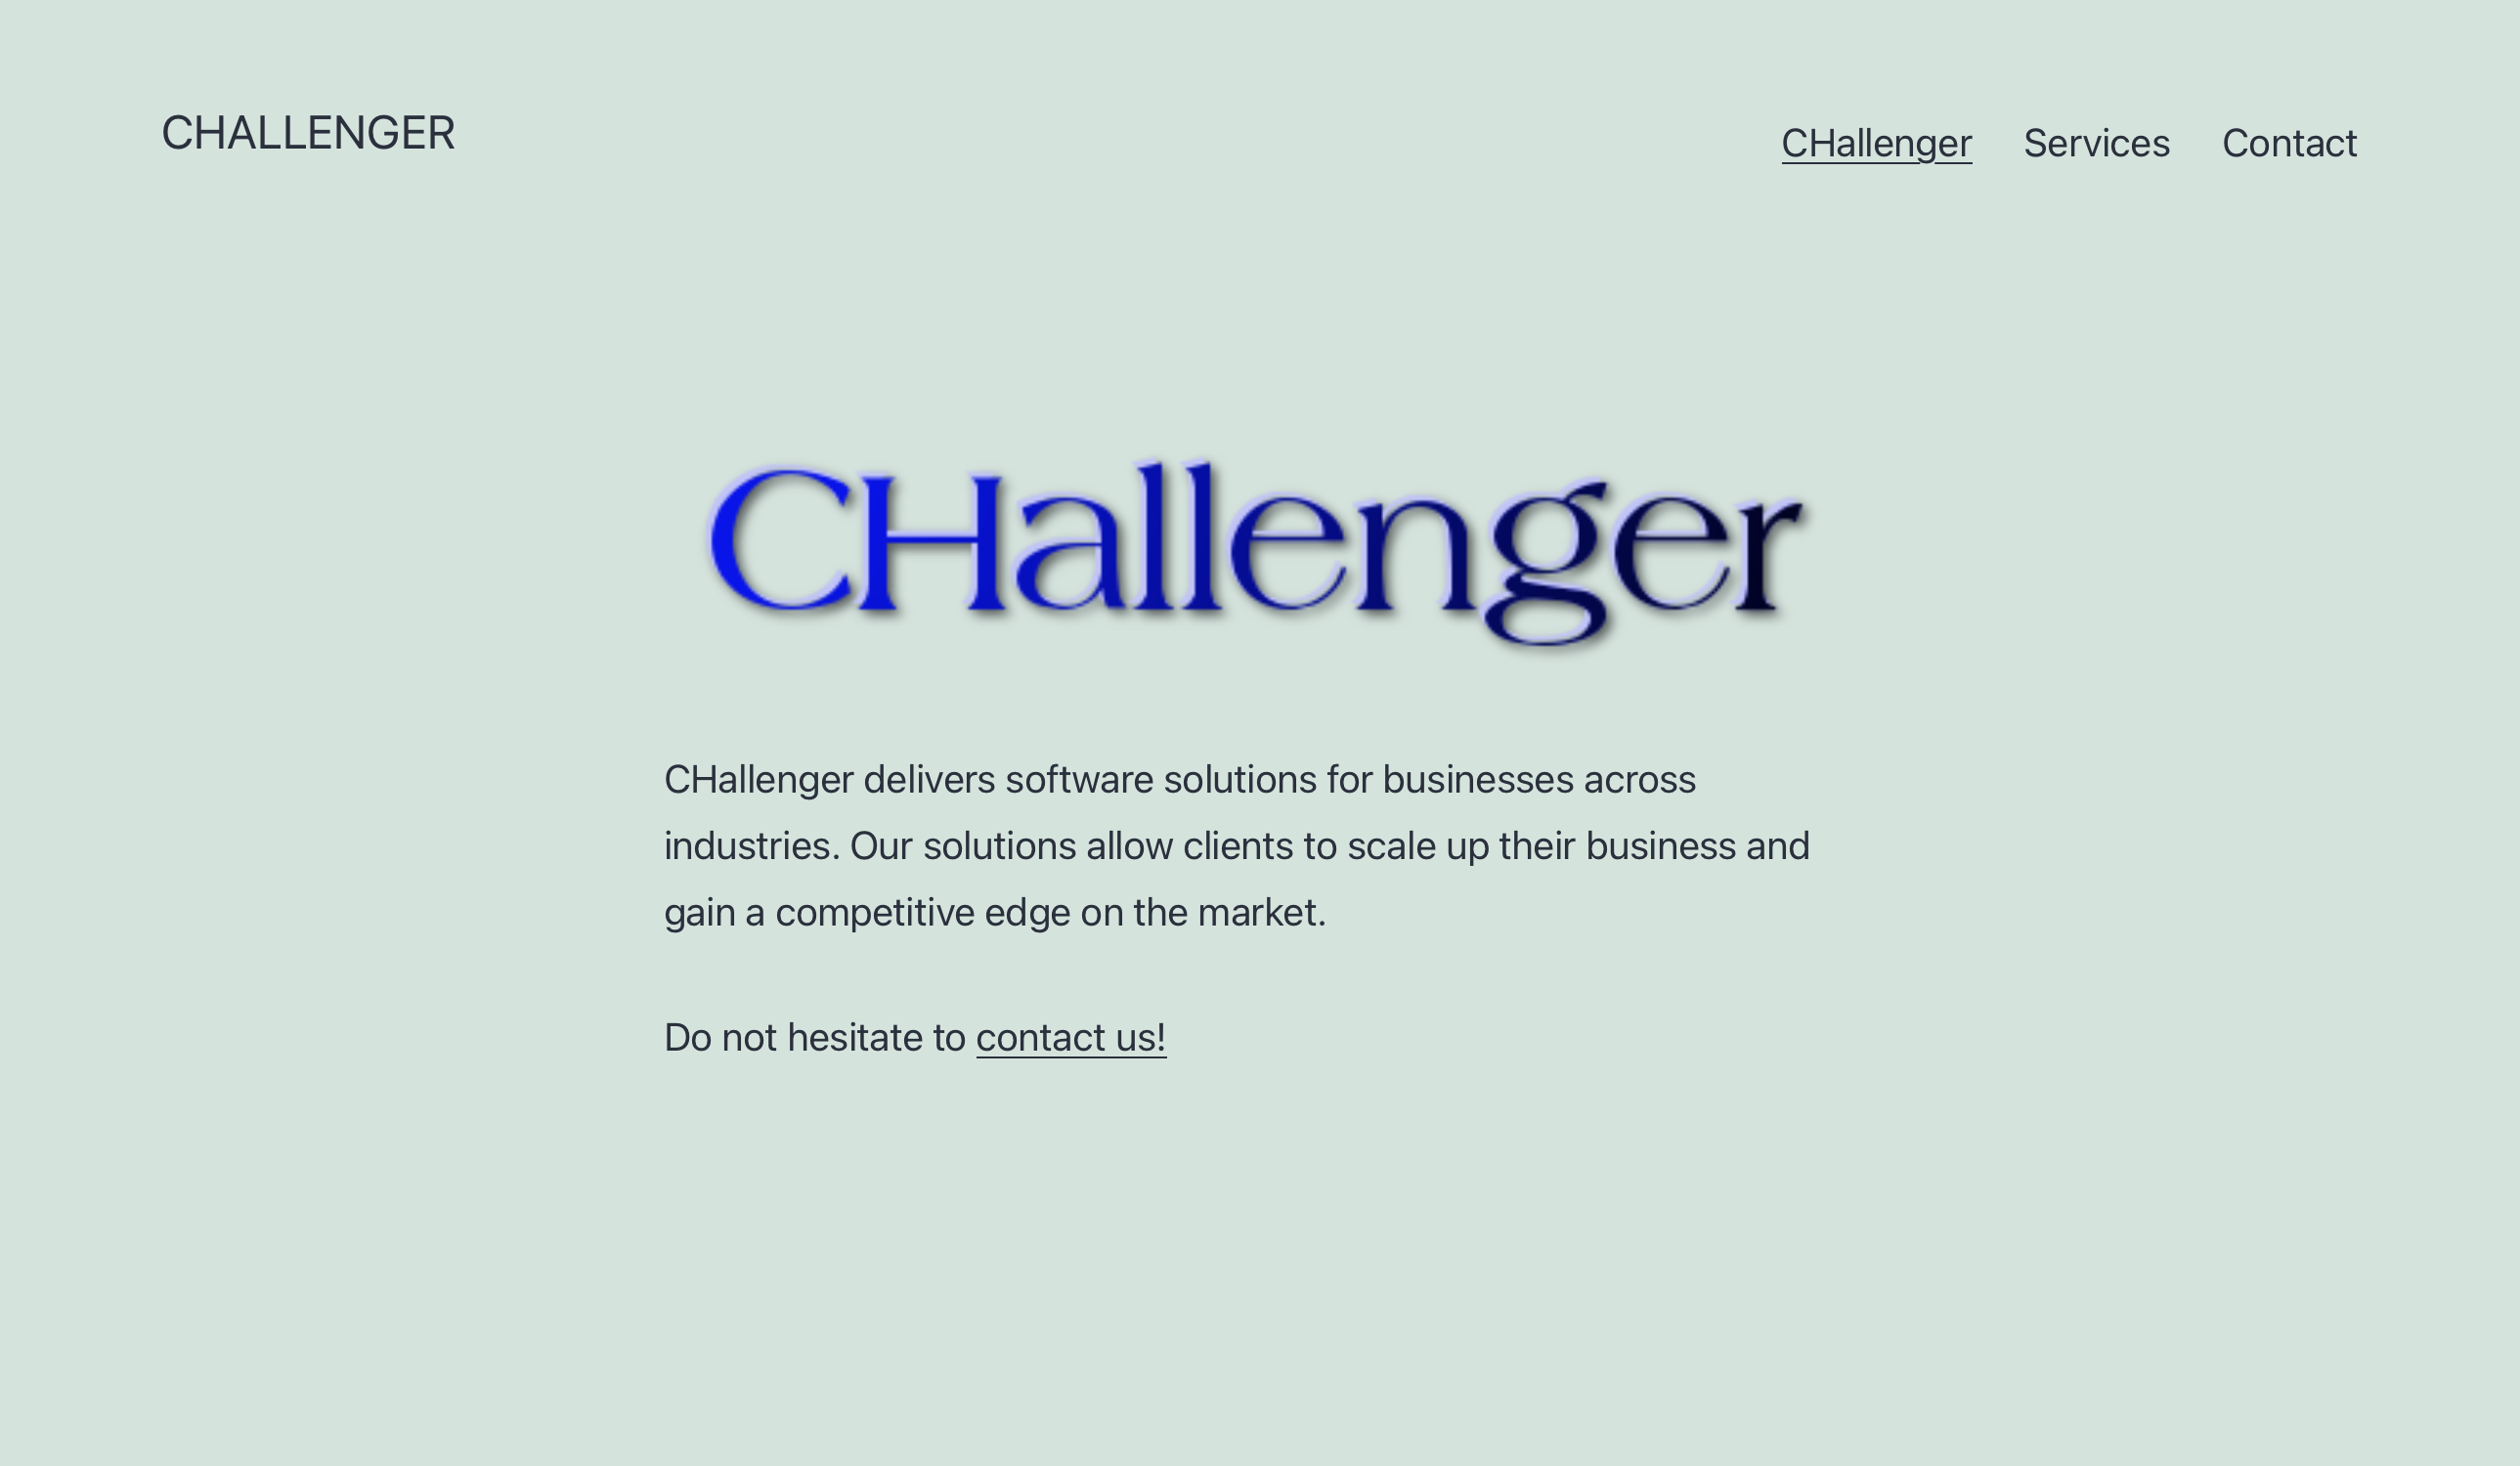 CHALLENGER
CHallenger Services Contact
CHallenger
CHallenger delivers software solutions for businesses across
industries. Our solutions allow clients to scale up their business and
gain a competitive edge on the market.
Do not hesitate to contact us!